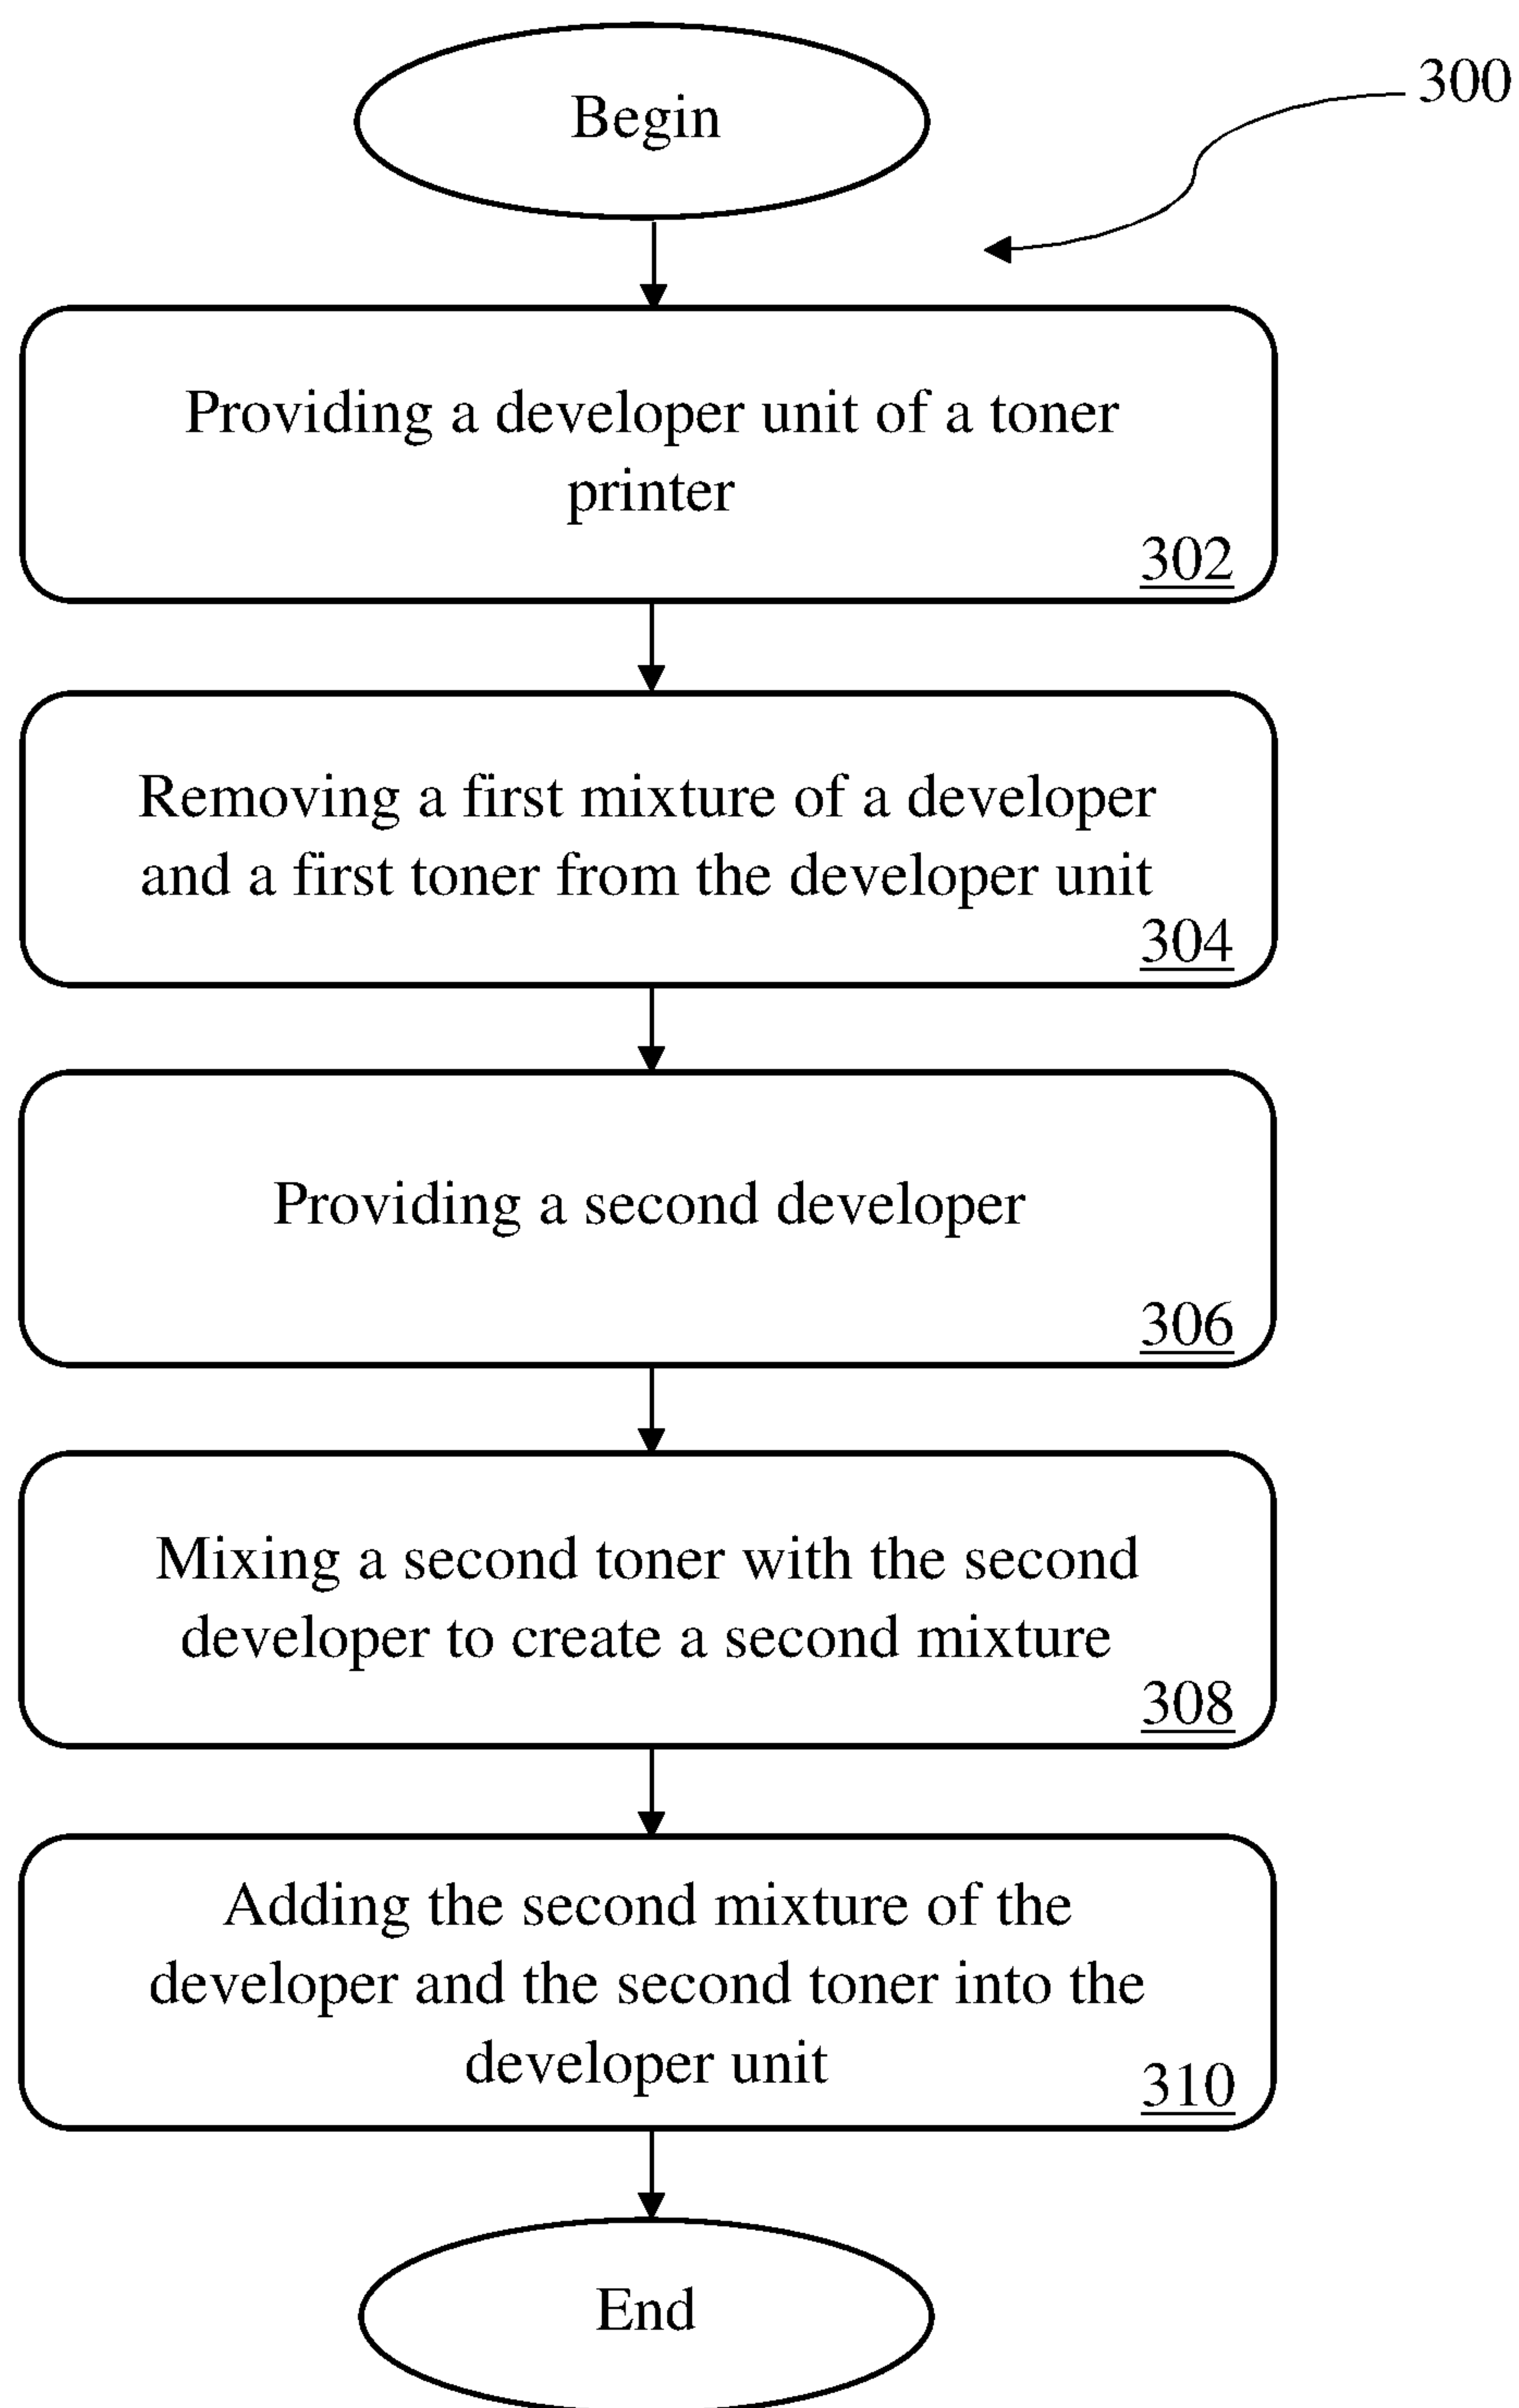 Begin
300
Providing a developer unit of a toner
printer
302
Removing a first mixture of a developer
and a first toner from the developer unit
304
Providing a second developer
306
Mixing a second toner with the second
developer to create a second mixture
308
Adding the second mixture of the
developer and the second toner into the
developer unit
310
End